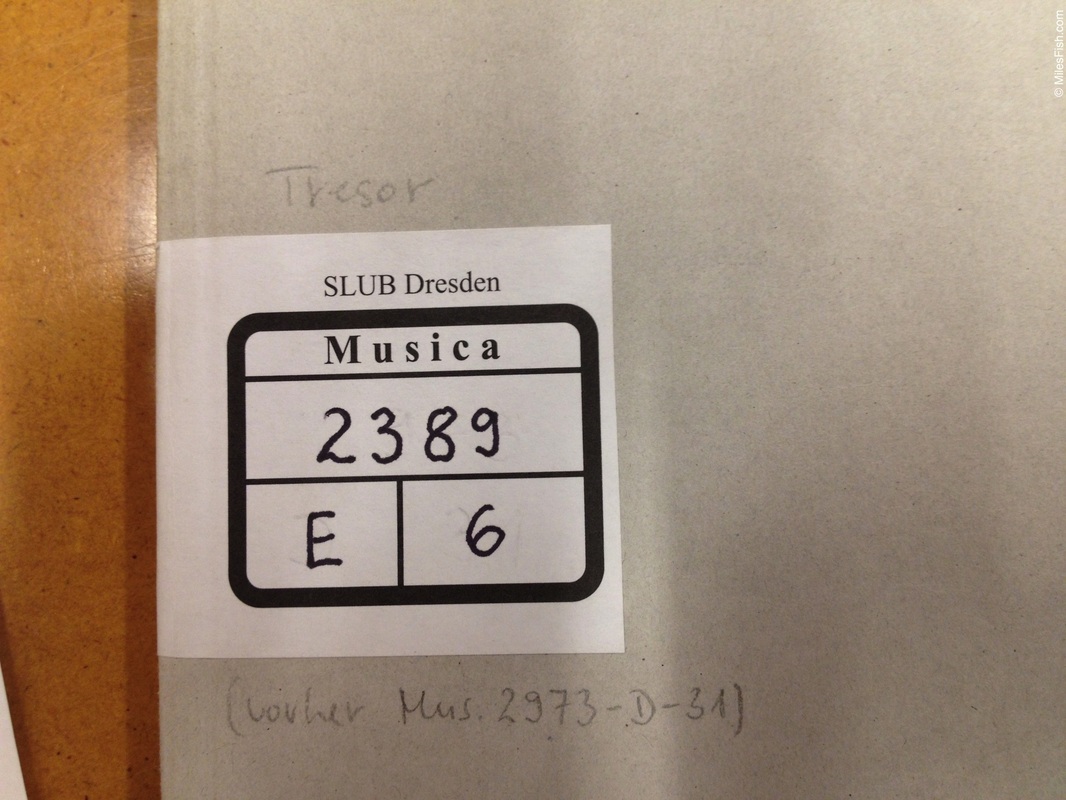 © MilesFish.com
Tresor
SLUB Dresden
Musica
2389
E 6
(vorher Mus. 2973-D-31)